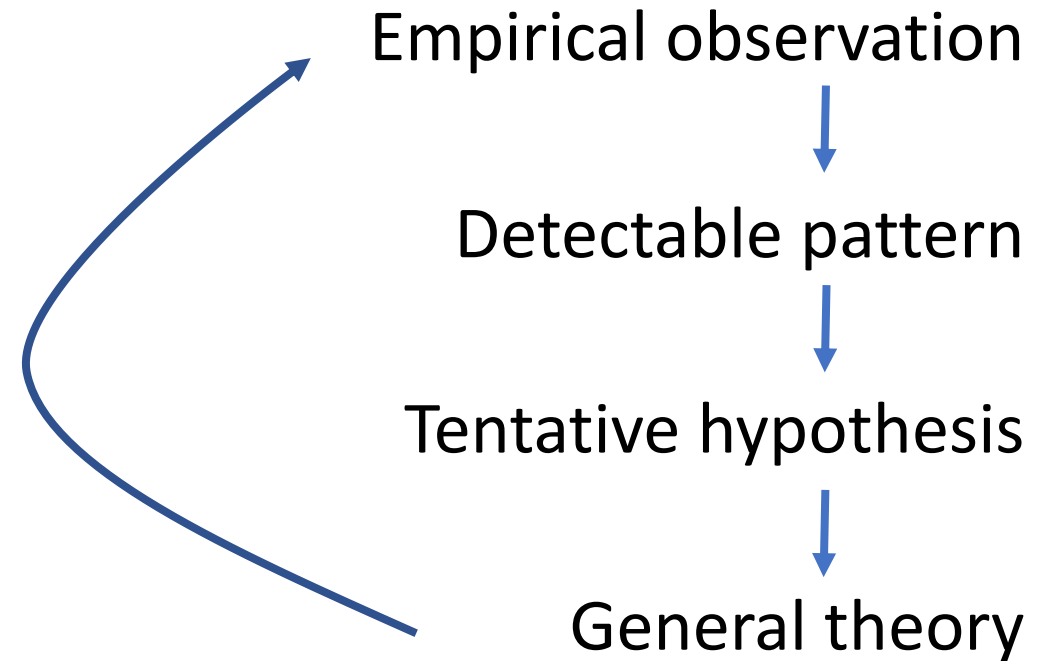 Empirical observation
Detectable pattern
Tentative hypothesis
General theory